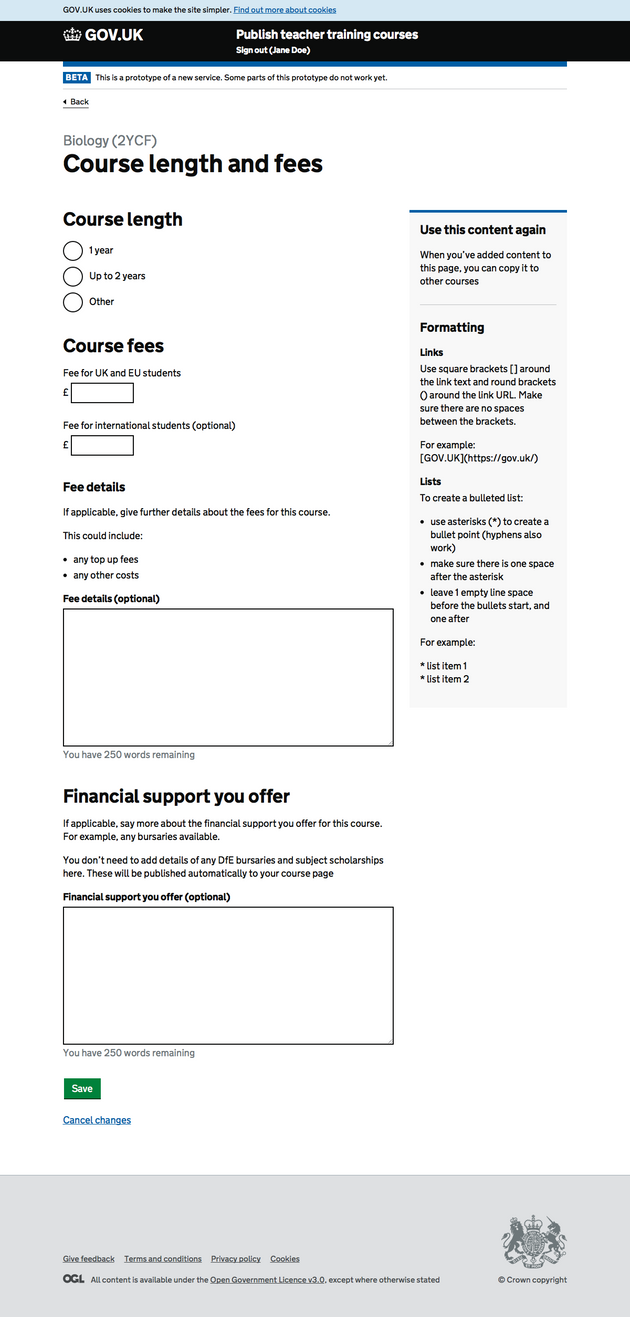 GOV.UK uses cookies to make the site simpler. Find out more about cookies
GOV.UK
Publish teacher training courses
Sign out (Jane Doe)
BETA This is a prototype of a new service. Some parts of this prototype do not work yet.
Back
Biology (2YCF)
Course length and fees
Course length
1 year
Up to 2 years
Other
Course fees
Fee for UK and EU students
£
Fee for international students (optional)
£
Fee details
If applicable, give further details about the fees for this course.
This could include:
• any top up fees
• any other costs
Fee details (optional)
You have 250 words remaining
Financial support you offer
If applicable, say more about the financial support you offer for this course.
For example, any bursaries available.
You don't need to add details of any DfE bursaries and subject scholarships
here. These will be published automatically to your course page
Financial support you offer (optional)
You have 250 words remaining
Save
Cancel changes
Use this content again
When you've added content to
this page, you can copy it to
other courses
Formatting
Links
Use square brackets [ ] around
the link text and round brackets
() around the link URL. Make
sure there are no spaces
between the brackets.
For example:
[GOV.UK](https://gov.uk/)
Lists
To create a bulleted list:
• use asterisks (*) to create a
bullet point (hyphens also
work)
• make sure there is one space
after the asterisk
• leave 1 empty line space
before the bullets start, and
one after
For example:
* list item 1
* list item 2
Give feedback Terms and conditions Privacy policy Cookies
OGL All content is available under the Open Government Licence v3.0, except where otherwise stated
© Crown copyright